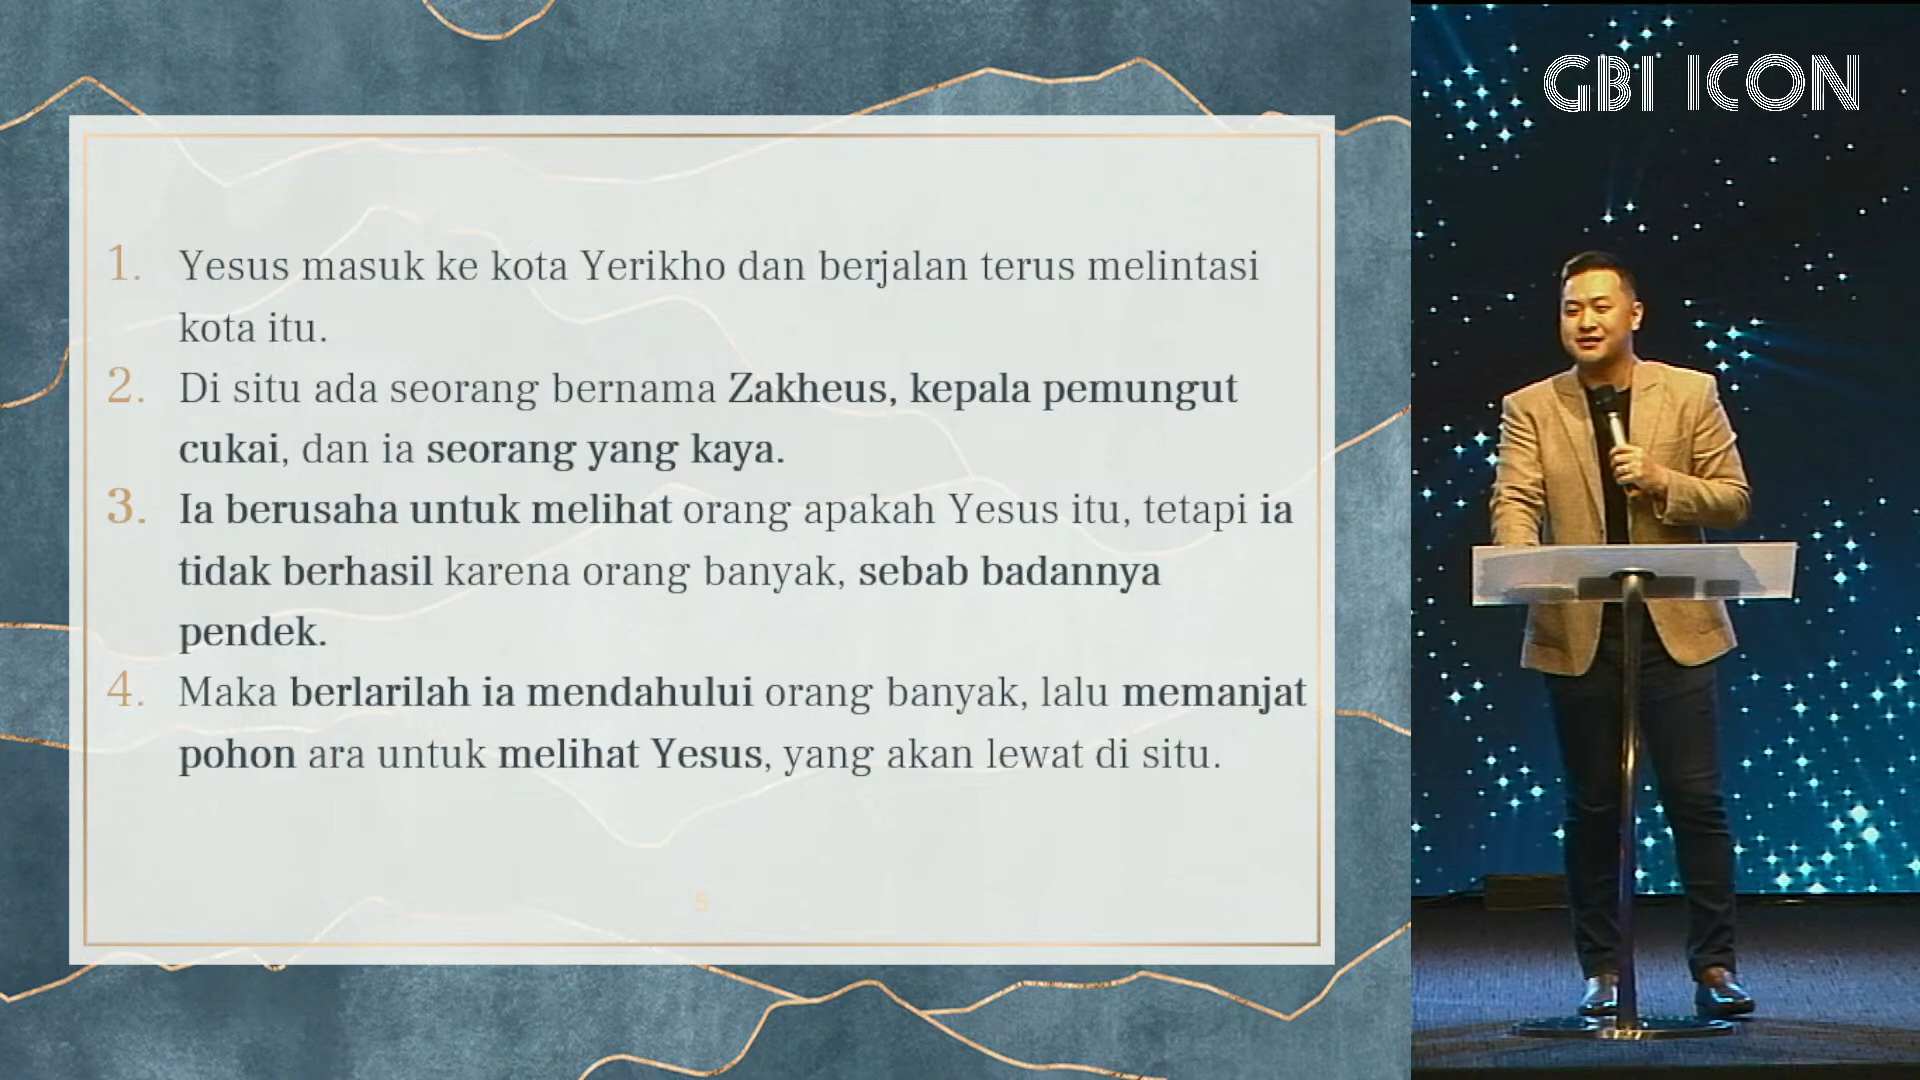 GBI ICON
1. Yesus masuk ke kota Yerikho dan berjalan terus melintasi
kota itu.
2. Di situ ada seorang bernama Zakheus, kepala pemungut
cukai, dan ia seorang yang kaya.
3. Ia berusaha untuk melihat orang apakah Yesus itu, tetapi ia
tidak berhasil karena orang banyak, sebab badannya
pendek.
4. Maka berlarilah ia mendahului orang banyak, lalu memanjat
pohon ara untuk melihat Yesus, yang akan lewat di situ.
5